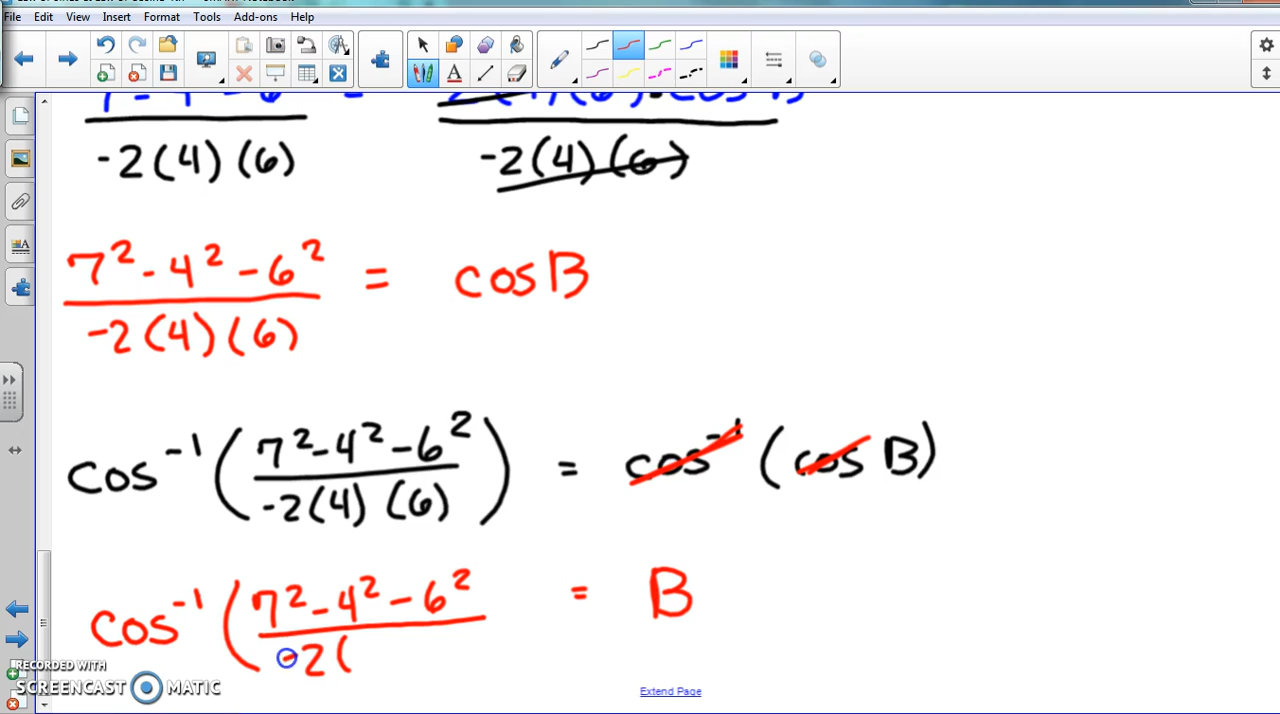 File Edit View Insert Format Tools Add-ons Help
-2(4)(6) -2(4)(6)
7² - 4² - 6² = cos B
-2(4)(6)
cos⁻¹(7² - 4² - 6² / -2(4)(6)) = cos⁻¹(cos B)
cos⁻¹(7² - 4² - 6² = B
-2(
RECORDED WITH
SCREENCAST MATIC
Extend Page